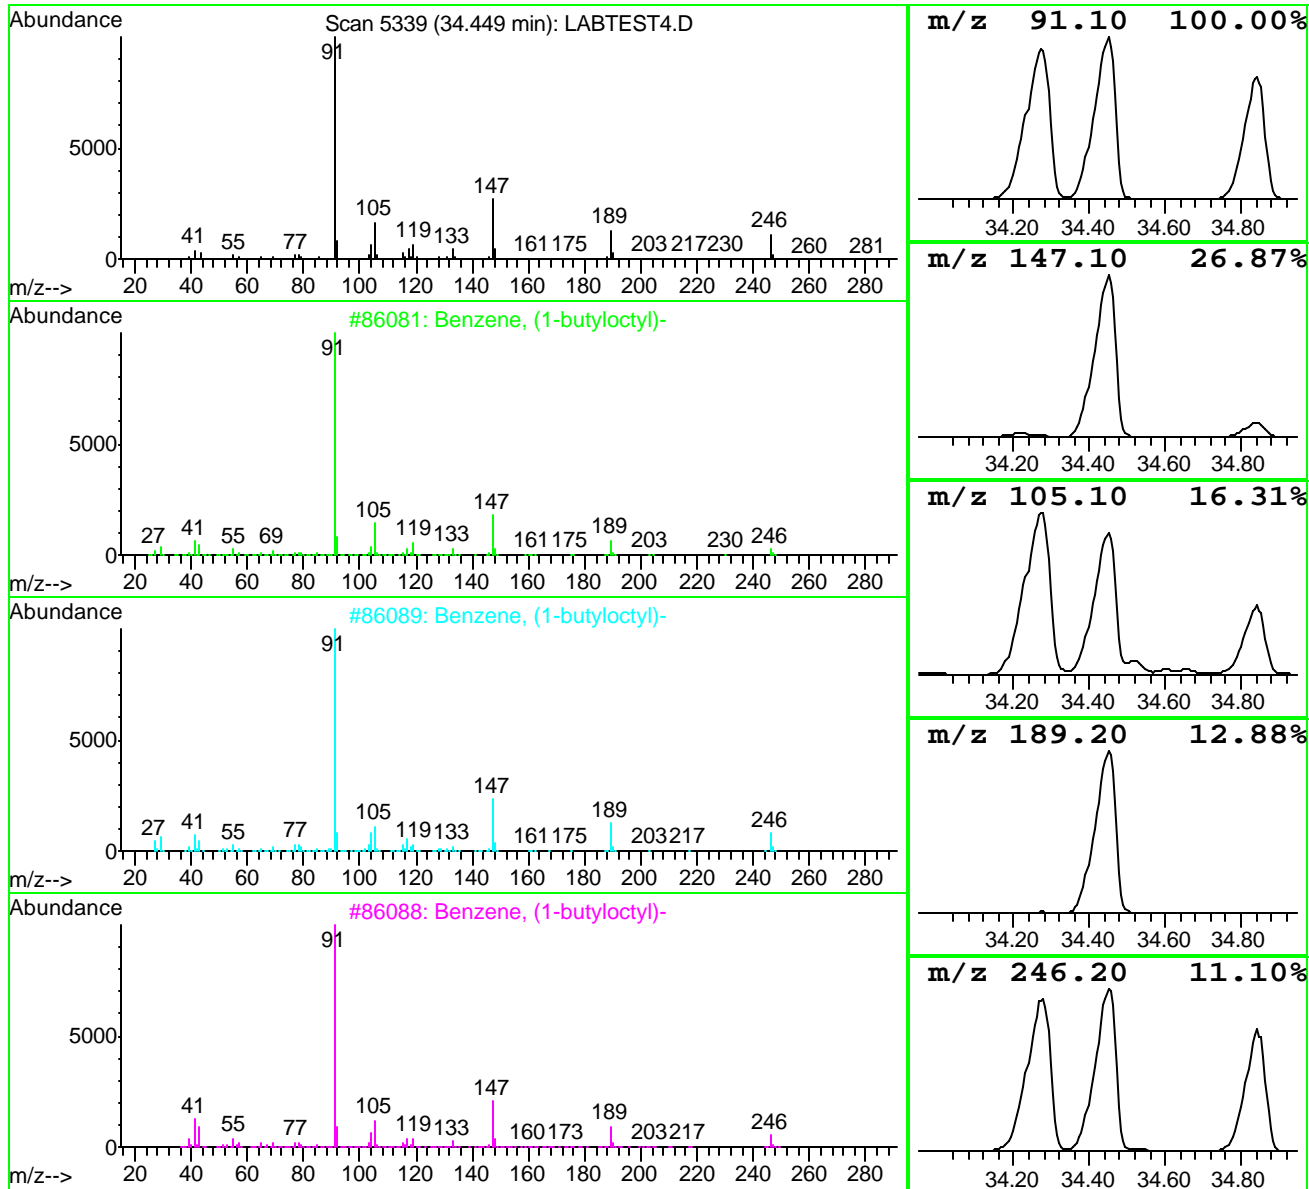 Abundance
Scan 5339 (34.449 min): LABTEST4.D
91
5000
147
105
189
246
41
55
77
119
133
161
175
203
217
230
260
281
0
20 40 60 80 100 120 140 160 180 200 220 240 260 280
m/z-->
Abundance
#86081: Benzene, (1-butyloctyl)-
91
5000
147
105
27
41
55
69
119
133
161
175
189
203
230
246
0
20 40 60 80 100 120 140 160 180 200 220 240 260 280
m/z-->
Abundance
#86089: Benzene, (1-butyloctyl)-
91
5000
147
105
189
27
41
55
77
119
133
161
175
203
217
246
0
20 40 60 80 100 120 140 160 180 200 220 240 260 280
m/z-->
Abundance
#86088: Benzene, (1-butyloctyl)-
91
5000
147
41
105
189
55
77
119
133
160
173
203
217
246
0
20 40 60 80 100 120 140 160 180 200 220 240 260 280
m/z-->
m/z 91.10 100.00%
34.20 34.40 34.60 34.80
m/z 147.10 26.87%
34.20 34.40 34.60 34.80
m/z 105.10 16.31%
34.20 34.40 34.60 34.80
m/z 189.20 12.88%
34.20 34.40 34.60 34.80
m/z 246.20 11.10%
34.20 34.40 34.60 34.80